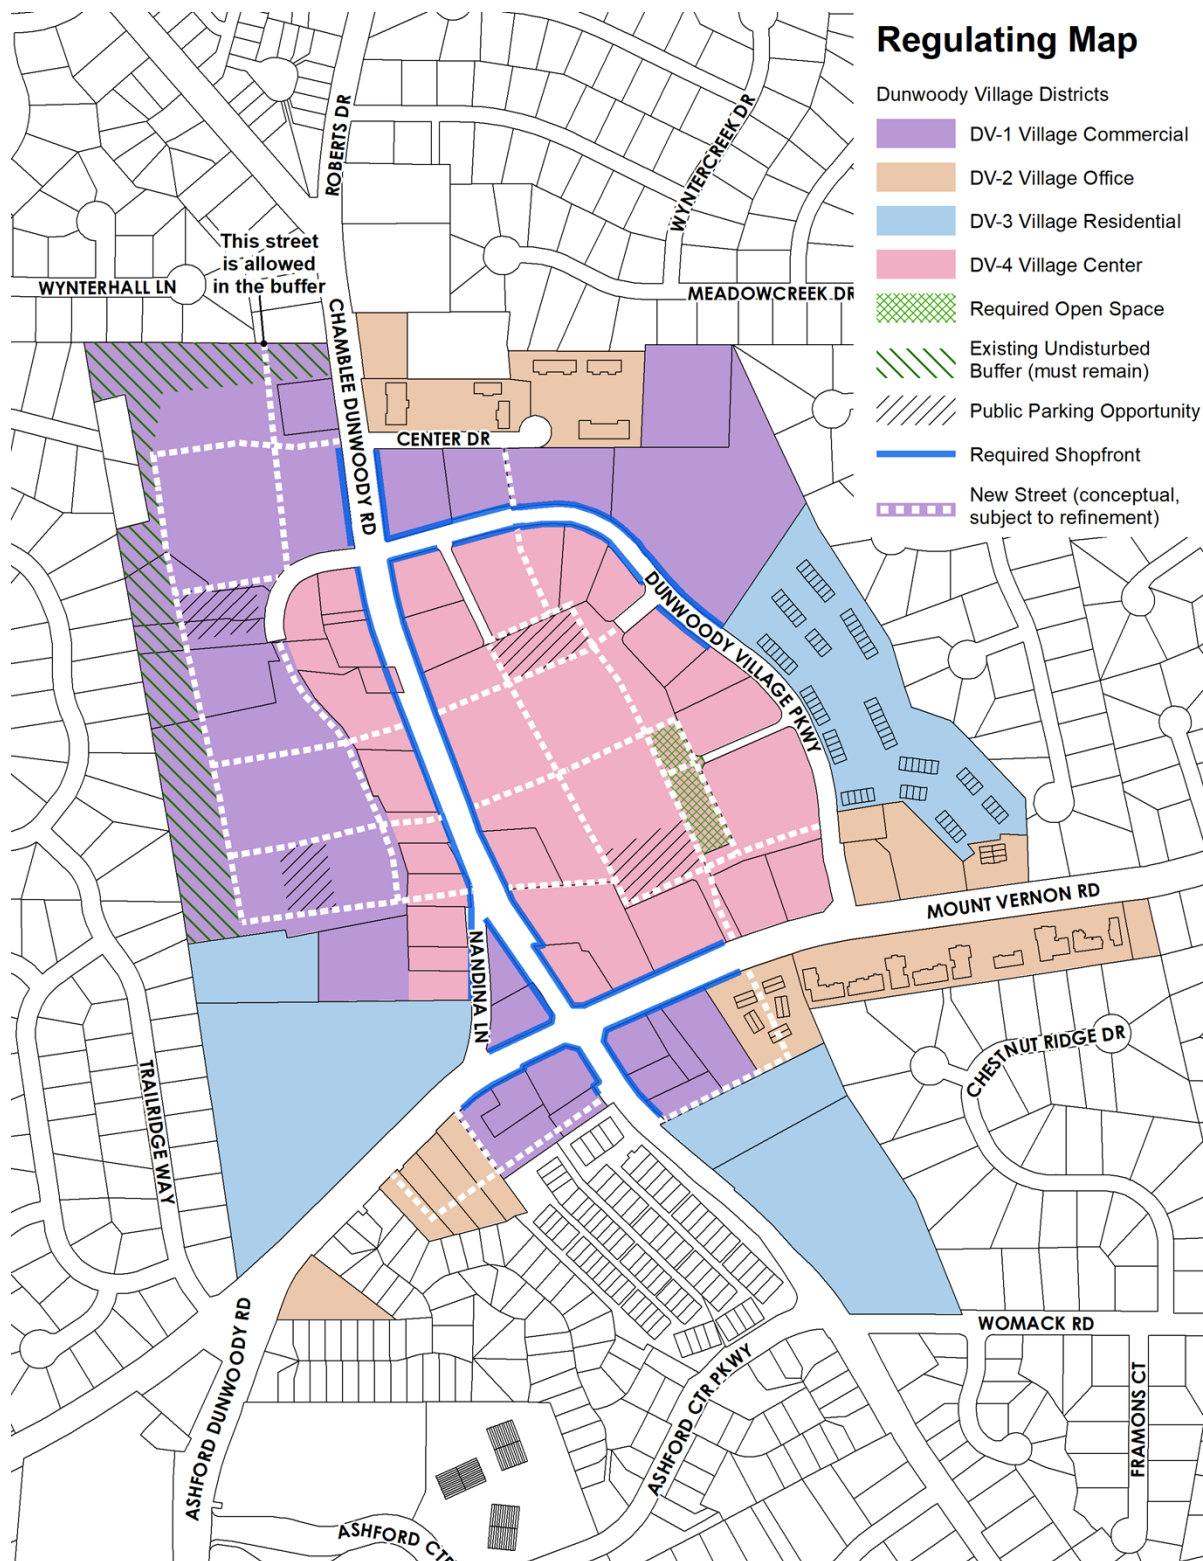 Regulating Map
Dunwoody Village Districts
DV-1 Village Commercial
DV-2 Village Office
DV-3 Village Residential
DV-4 Village Center
Required Open Space
Existing Undisturbed
Buffer (must remain)
Public Parking Opportunity
Required Shopfront
New Street (conceptual,
subject to refinement)
ROBERTS DR
WYNTERCREEK DR
This street
is allowed
in the buffer
WYNTERHALL LN
MEADOWCREEK DR
CHAMBLEE DUNWOODY RD
CENTER DR
DUNWOODY VILLAGE PKWY
MOUNT VERNON RD
NANDINA LN
CHESTNUT RIDGE DR
TRAILRIDGE WAY
WOMACK RD
ASHFORD DUNWOODY RD
ASHFORD CTR PKWY
FRAMONS CT
ASHFORD CTR